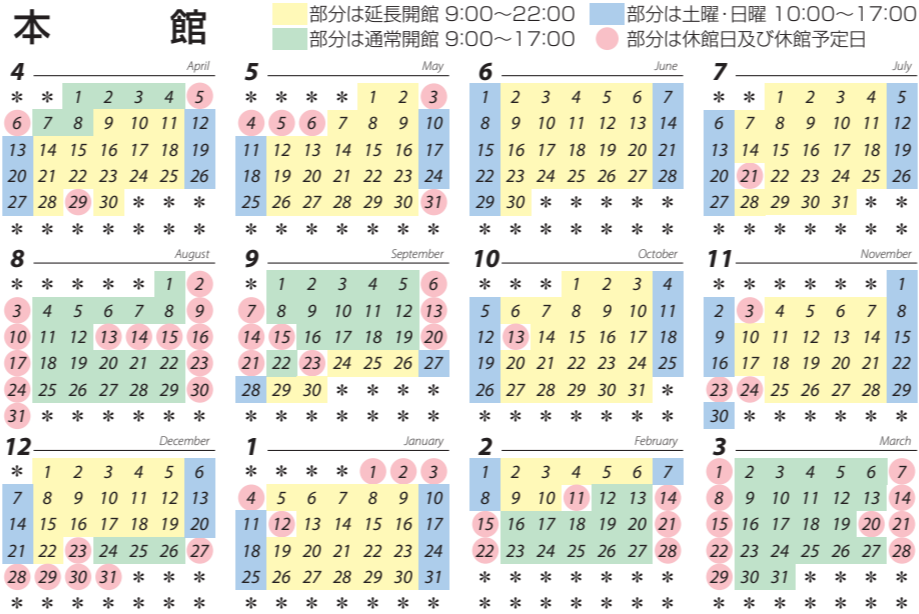 本館
部分は延長開館 9:00〜22:00 部分は土曜・日曜 10:00〜17:00
部分は通常開館 9:00〜17:00 部分は休館日及び休館予定日
4 April
* * 1 2 3 4 5
6 7 8 9 10 11 12
13 14 15 16 17 18 19
20 21 22 23 24 25 26
27 28 29 30 * * *
* * * * * * *
5 May
* * * * 1 2 3
4 5 6 7 8 9 10
11 12 13 14 15 16 17
18 19 20 21 22 23 24
25 26 27 28 29 30 31
* * * * * * *
6 June
1 2 3 4 5 6 7
8 9 10 11 12 13 14
15 16 17 18 19 20 21
22 23 24 25 26 27 28
29 30 * * * * *
* * * * * * *
7 July
* * 1 2 3 4 5
6 7 8 9 10 11 12
13 14 15 16 17 18 19
20 21 22 23 24 25 26
27 28 29 30 31 * *
* * * * * * *
8 August
* * * * * 1 2
3 4 5 6 7 8 9
10 11 12 13 14 15 16
17 18 19 20 21 22 23
24 25 26 27 28 29 30
31 * * * * * *
9 September
* 1 2 3 4 5 6
7 8 9 10 11 12 13
14 15 16 17 18 19 20
21 22 23 24 25 26 27
28 29 30 * * * *
* * * * * * *
10 October
* * * 1 2 3 4
5 6 7 8 9 10 11
12 13 14 15 16 17 18
19 20 21 22 23 24 25
26 27 28 29 30 31 *
* * * * * * *
11 November
* * * * * * 1
2 3 4 5 6 7 8
9 10 11 12 13 14 15
16 17 18 19 20 21 22
23 24 25 26 27 28 29
30 * * * * * *
12 December
* 1 2 3 4 5 6
7 8 9 10 11 12 13
14 15 16 17 18 19 20
21 22 23 24 25 26 27
28 29 30 31 * * *
* * * * * * *
1 January
* * * * 1 2 3
4 5 6 7 8 9 10
11 12 13 14 15 16 17
18 19 20 21 22 23 24
25 26 27 28 29 30 31
* * * * * * *
2 February
1 2 3 4 5 6 7
8 9 10 11 12 13 14
15 16 17 18 19 20 21
22 23 24 25 26 27 28
* * * * * * *
* * * * * * *
3 March
1 2 3 4 5 6 7
8 9 10 11 12 13 14
15 16 17 18 19 20 21
22 23 24 25 26 27 28
29 30 31 * * * *
* * * * * * *